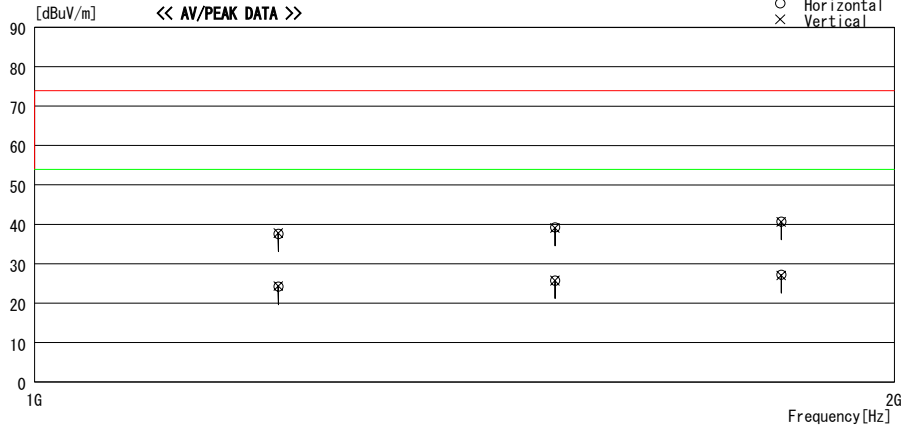 [dBuV/m]
<< AV/PEAK DATA >>
○ Horizontal
× Vertical
90
80
70
60
50
40
30
20
10
0
1G
2G
Frequency[Hz]